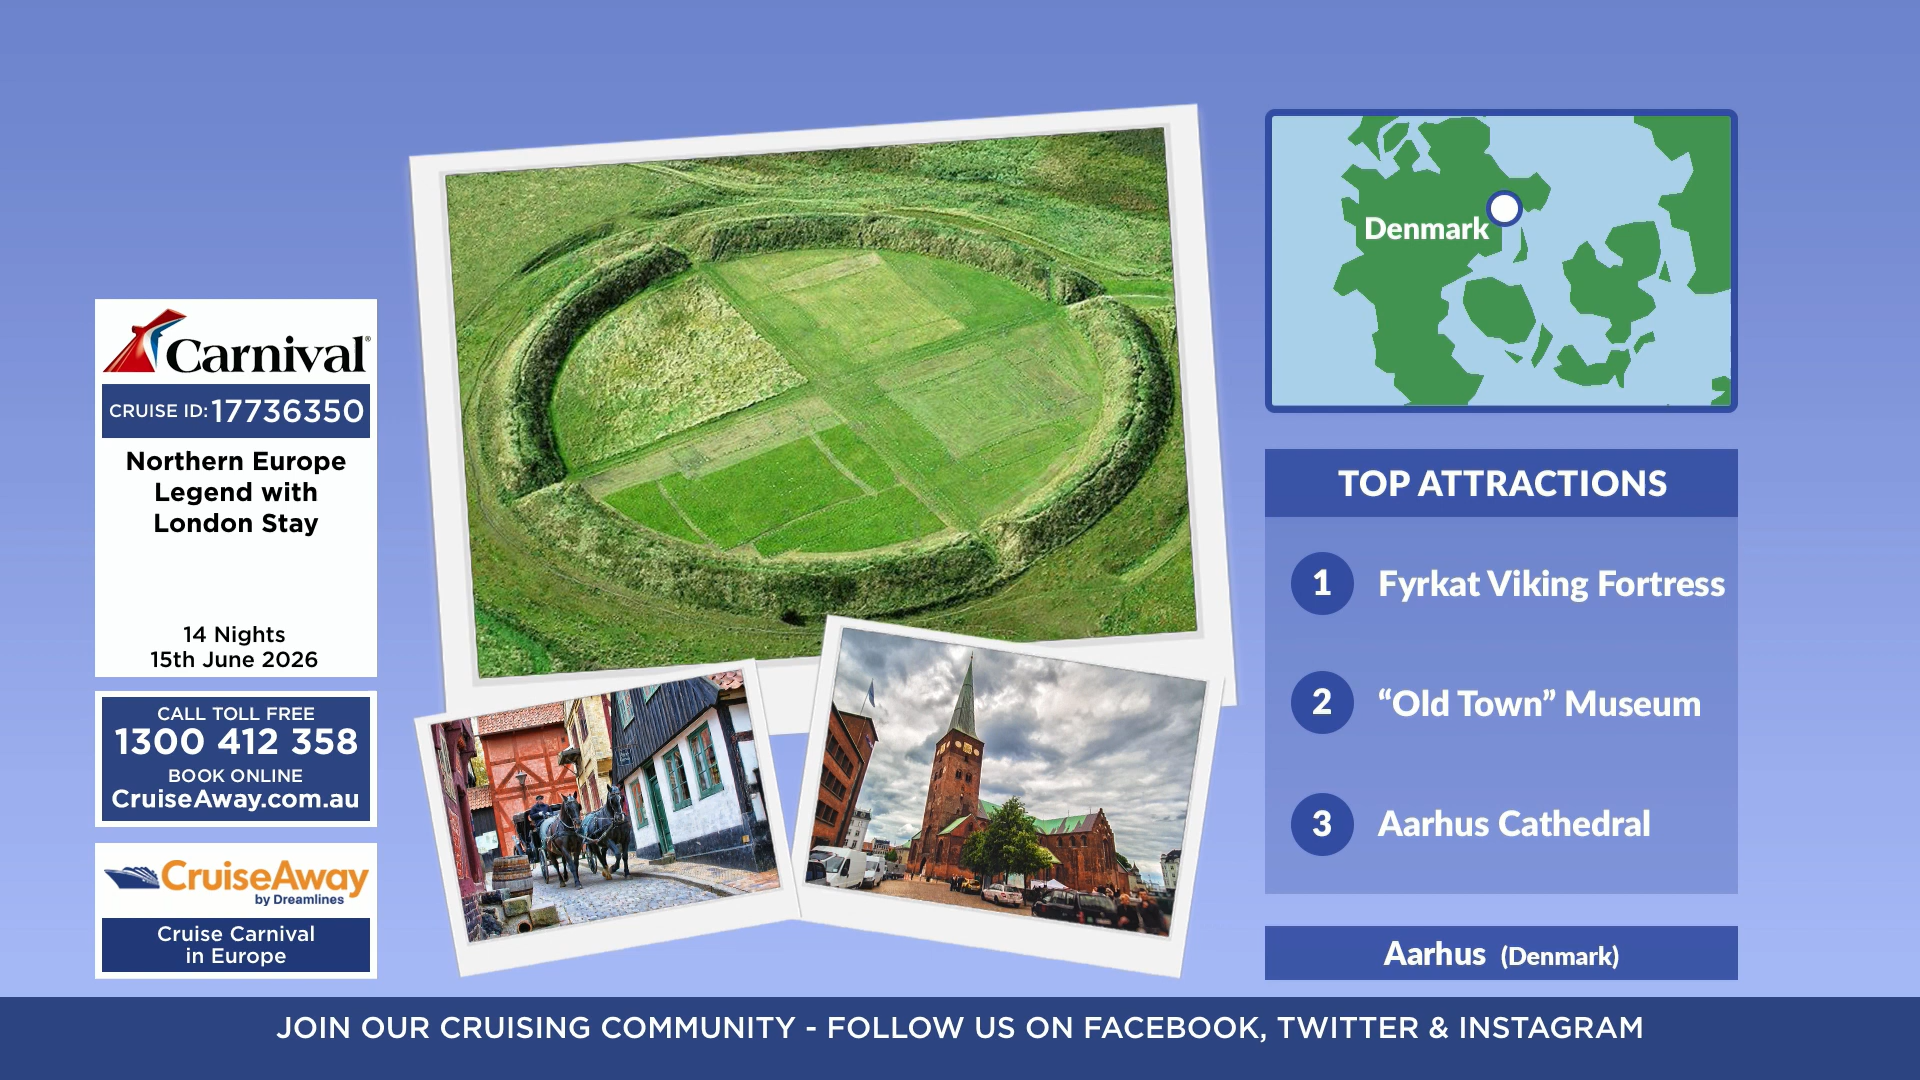 Carnival®
CRUISE ID: 17736350
Northern Europe
Legend with
London Stay
14 Nights
15th June 2026
CALL TOLL FREE
1300 412 358
BOOK ONLINE
CruiseAway.com.au
CruiseAway
by Dreamlines
Cruise Carnival
in Europe
Denmark
TOP ATTRACTIONS
1 Fyrkat Viking Fortress
2 “Old Town” Museum
3 Aarhus Cathedral
Aarhus (Denmark)
JOIN OUR CRUISING COMMUNITY - FOLLOW US ON FACEBOOK, TWITTER & INSTAGRAM